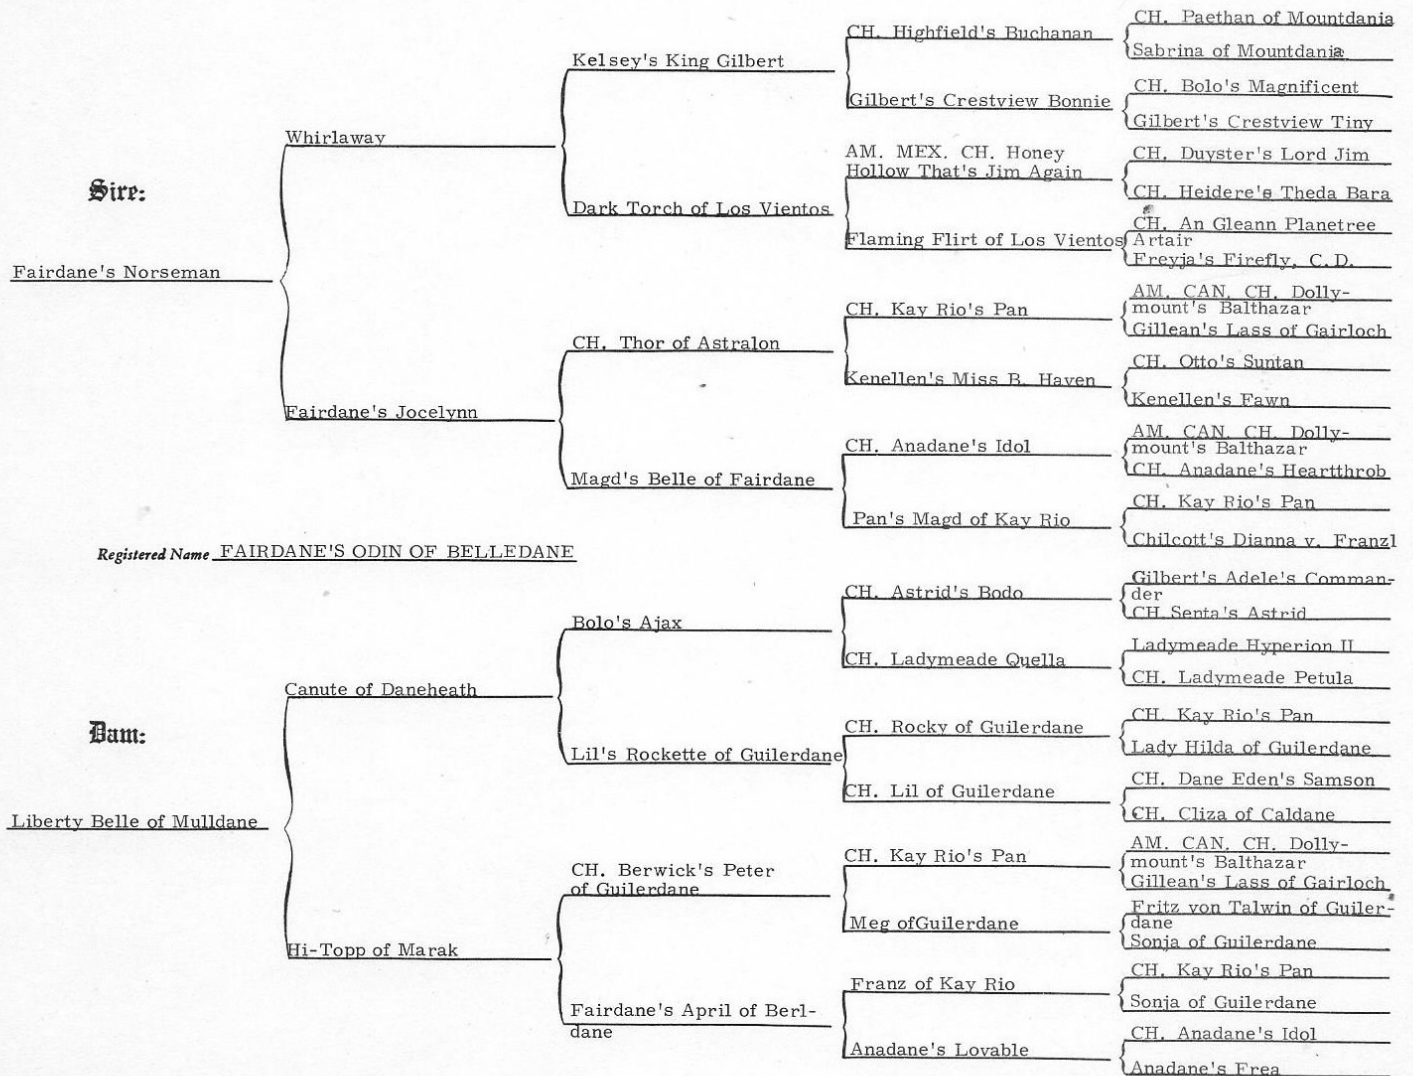 CH. Paethan of Mountdania
CH. Highfield's Buchanan
Sabrina of Mountdania
Kelsey's King Gilbert
CH. Bolo's Magnificent
Gilbert's Crestview Bonnie
Gilbert's Crestview Tiny
Whirlaway
AM. MEX. CH. Honey
Hollow That's Jim Again
CH. Duyster's Lord Jim
CH. Heidere's Theda Bara
Sire:
Dark Torch of Los Vientos
CH. An Gleann Planetree
Artair
Flaming Flirt of Los Vientos
Freyja's Firefly, C.D.
Fairdane's Norseman
AM. CAN. CH. Dolly-
mount's Balthazar
CH. Kay Rio's Pan
Gillean's Lass of Gairloch
CH. Thor of Astralon
CH. Otto's Suntan
Kenellen's Miss B. Haven
Kenellen's Fawn
Fairdane's Jocelynn
AM. CAN. CH. Dolly-
mount's Balthazar
CH. Anadane's Idol
CH. Anadane's Heartthrob
Magd's Belle of Fairdane
CH. Kay Rio's Pan
Pan's Magd of Kay Rio
Chilcott's Dianna v. Franzl
Registered Name FAIRDANE'S ODIN OF BELLEDANE
Gilbert's Adele's Comman-
der
CH. Astrid's Bodo
CH. Senta's Astrid
Bolo's Ajax
Ladymeade Hyperion II
CH. Ladymeade Quella
CH. Ladymeade Petula
Canute of Daneheath
CH. Kay Rio's Pan
CH. Rocky of Guilerdane
Lady Hilda of Guilerdane
Dam:
Lil's Rockette of Guilerdane
CH. Dane Eden's Samson
CH. Lil of Guilerdane
CH. Cliza of Caldane
Liberty Belle of Mulldane
AM. CAN. CH. Dolly-
mount's Balthazar
CH. Kay Rio's Pan
Gillean's Lass of Gairloch
CH. Berwick's Peter
of Guilerdane
Fritz von Talwin of Guiler-
dane
Meg ofGuilerdane
Sonja of Guilerdane
Hi-Topp of Marak
CH. Kay Rio's Pan
Franz of Kay Rio
Sonja of Guilerdane
Fairdane's April of Berl-
dane
CH. Anadane's Idol
Anadane's Lovable
Anadane's Frea